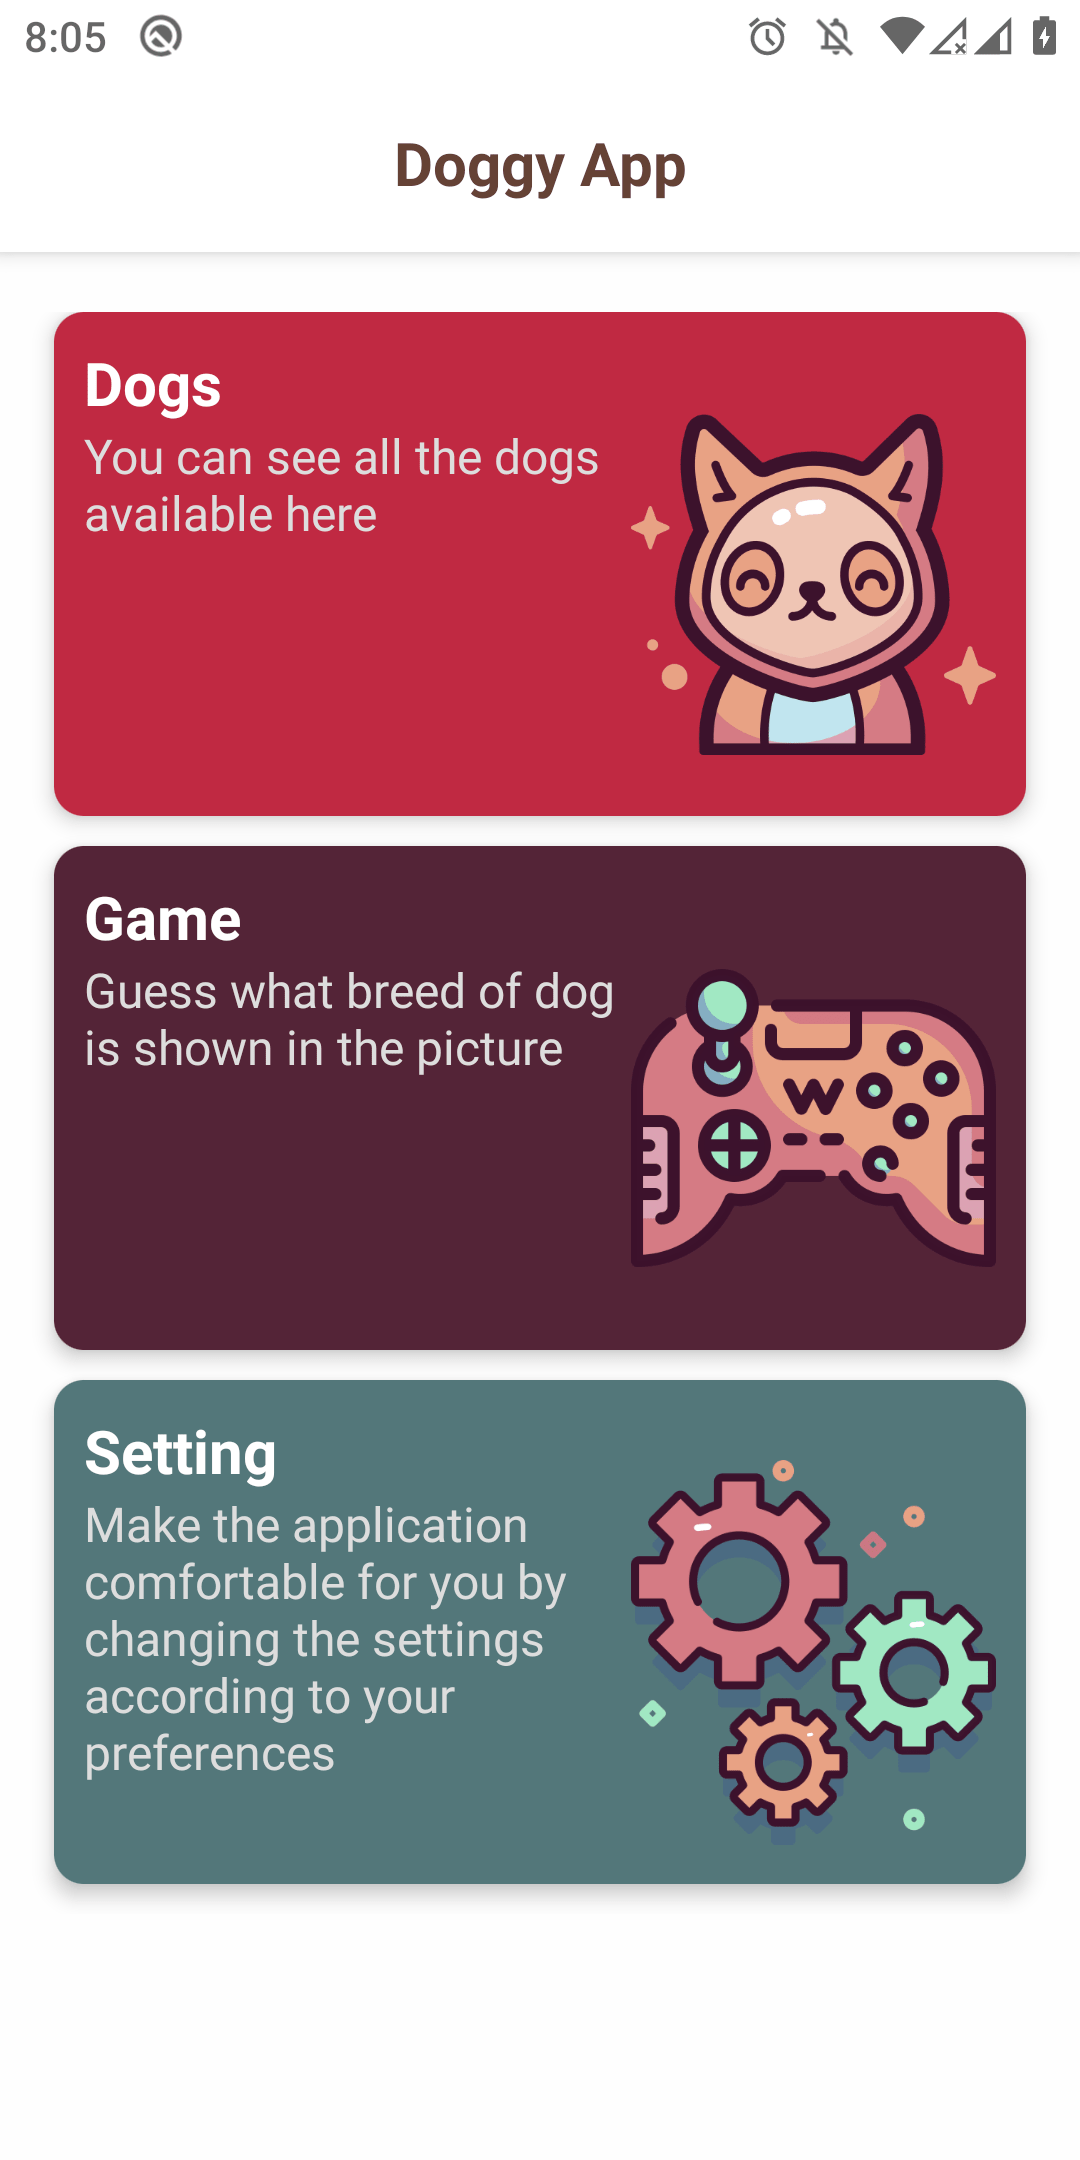 8:05
Doggy App
Dogs
You can see all the dogs
available here
Game
Guess what breed of dog
is shown in the picture
W
Setting
Make the application
comfortable for you by
changing the settings
according to your
preferences